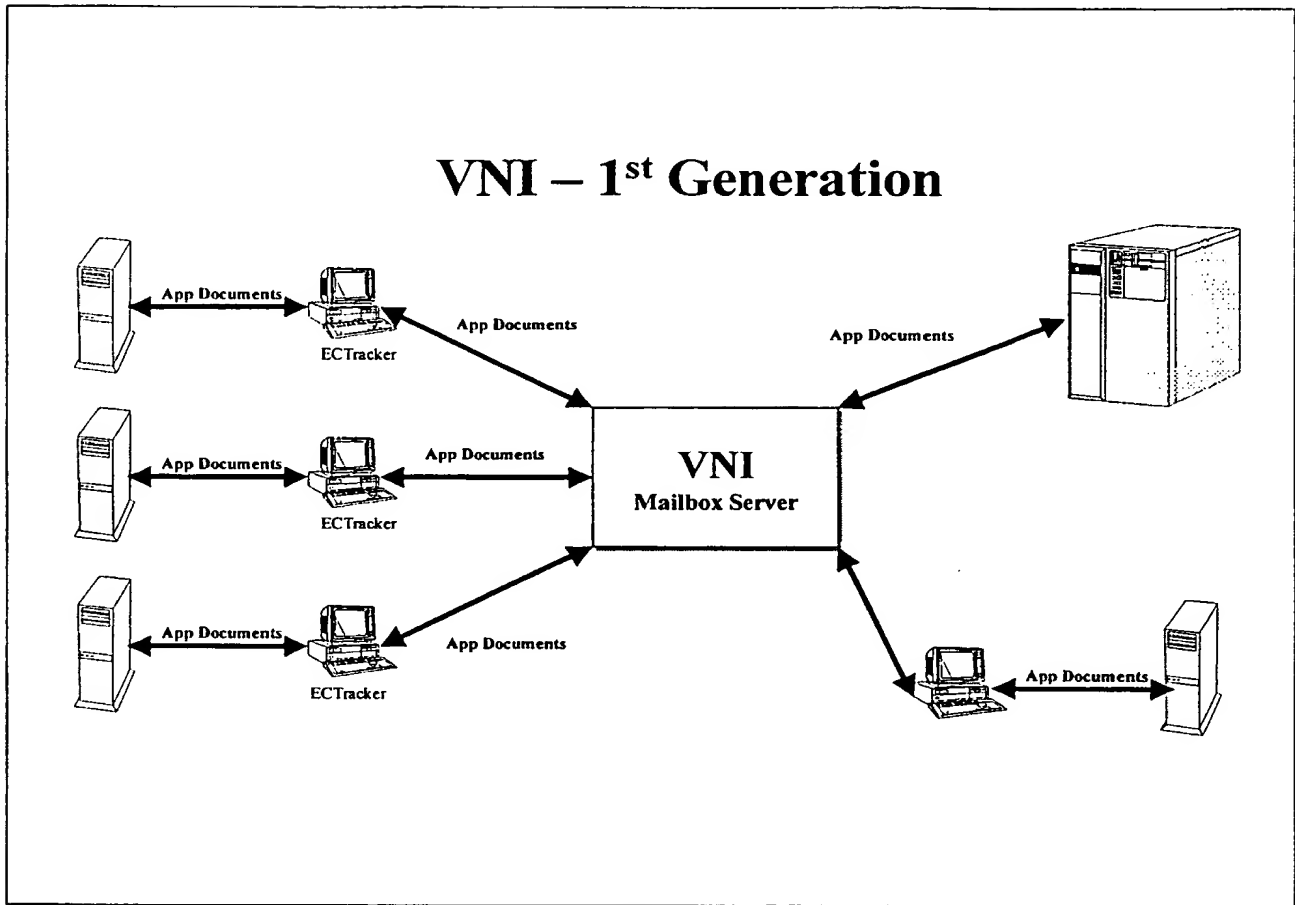 VNI – 1st Generation
App Documents
ECTracker
App Documents
App Documents
App Documents
ECTracker
App Documents
VNI
Mailbox Server
App Documents
ECTracker
App Documents
App Documents